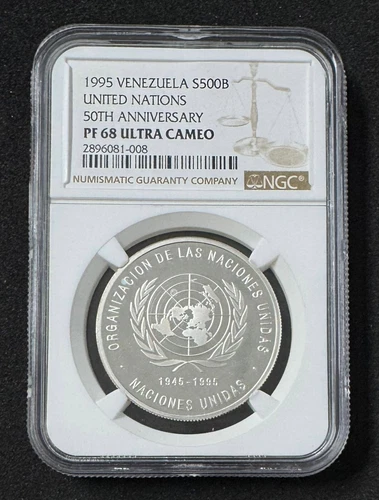 1995 VENEZUELA S500B
UNITED NATIONS
50TH ANNIVERSARY
PF 68 ULTRA CAMEO
2896081-008
NUMISMATIC GUARANTY COMPANY
NGC®
ORGANIZACION DE LAS NACIONES UNIDAS
1945-1995
NACIONES UNIDAS